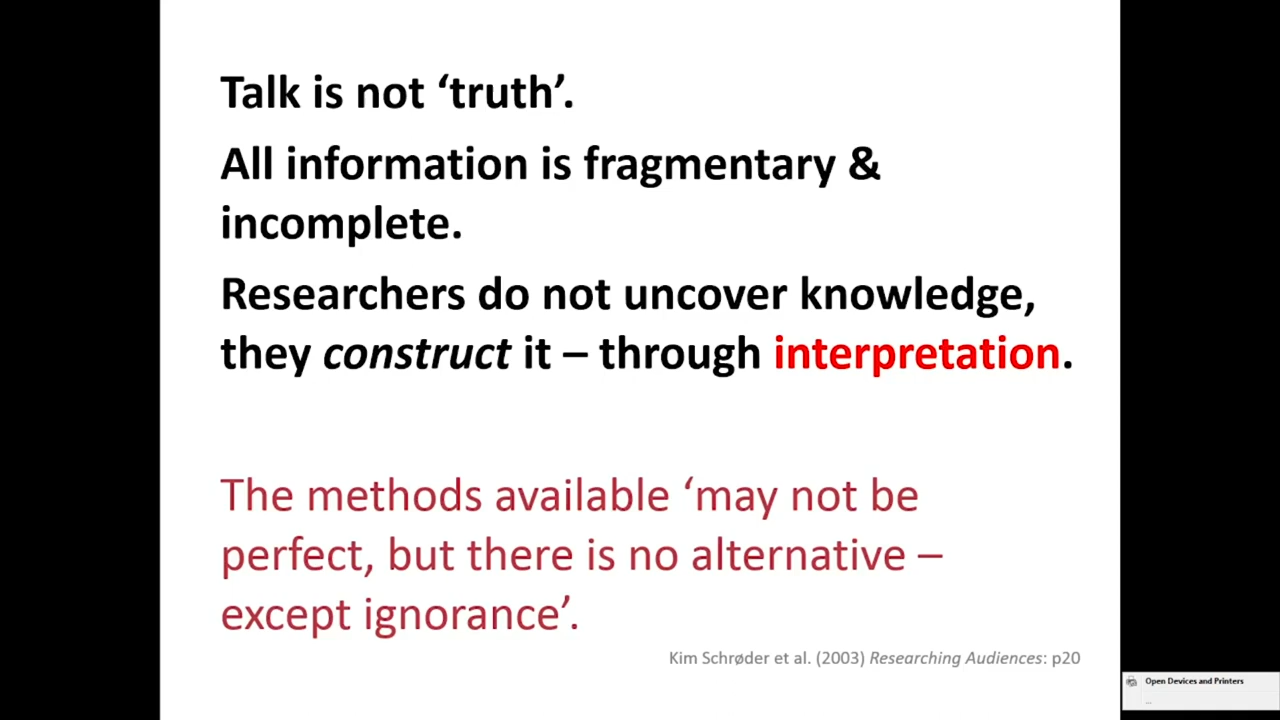 Talk is not ‘truth’.
All information is fragmentary &
incomplete.
Researchers do not uncover knowledge,
they construct it – through interpretation.
The methods available ‘may not be
perfect, but there is no alternative –
except ignorance’.
Kim Schrøder et al. (2003) Researching Audiences: p20
Open Devices and Printers
...